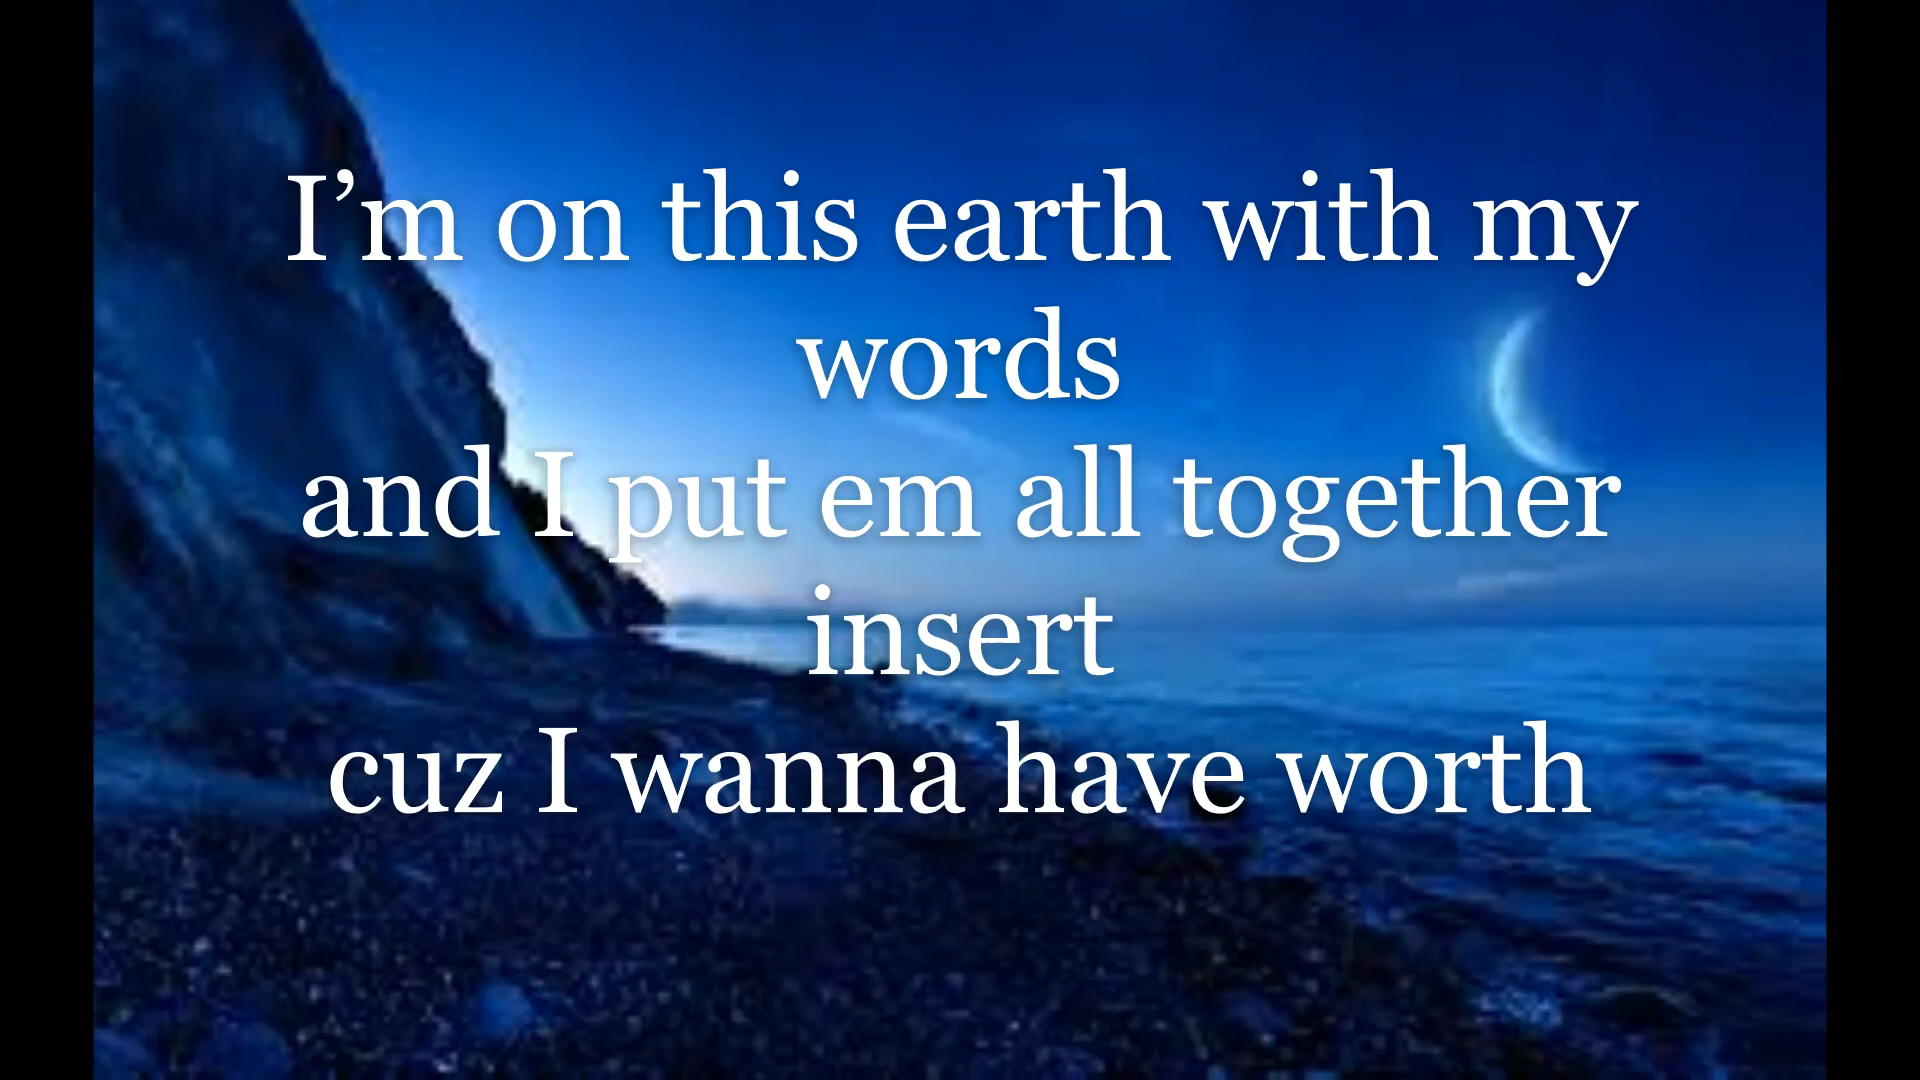 I’m on this earth with my
words
and I put em all together
insert
cuz I wanna have worth